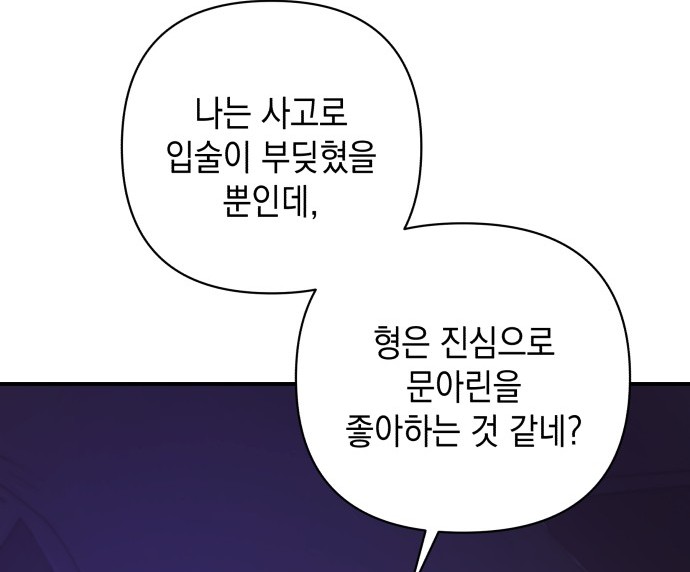 나는 사고로
입술이 부딪혔을
뿐인데,
형은 진심으로
문아린을
좋아하는 것 같네?